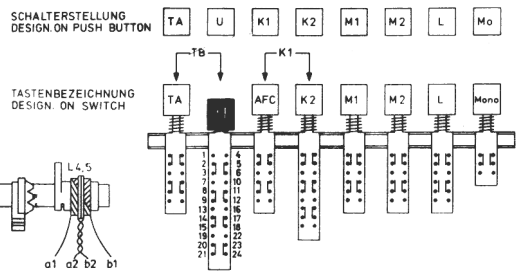 SCHALTERSTELLUNG
DESIGN. ON PUSH BUTTON
TA U K1 K2 M1 M2 L Mo
TB K1
TASTENBEZEICHNUNG
DESIGN. ON SWITCH
TA AFC K2 M1 M2 L Mono
L4,5
1 4
2 5
3 6
7 10
8 11
9 12
13 16
14 17
15 18
19 22
20 23
21 24
a1 a2 b2 b1